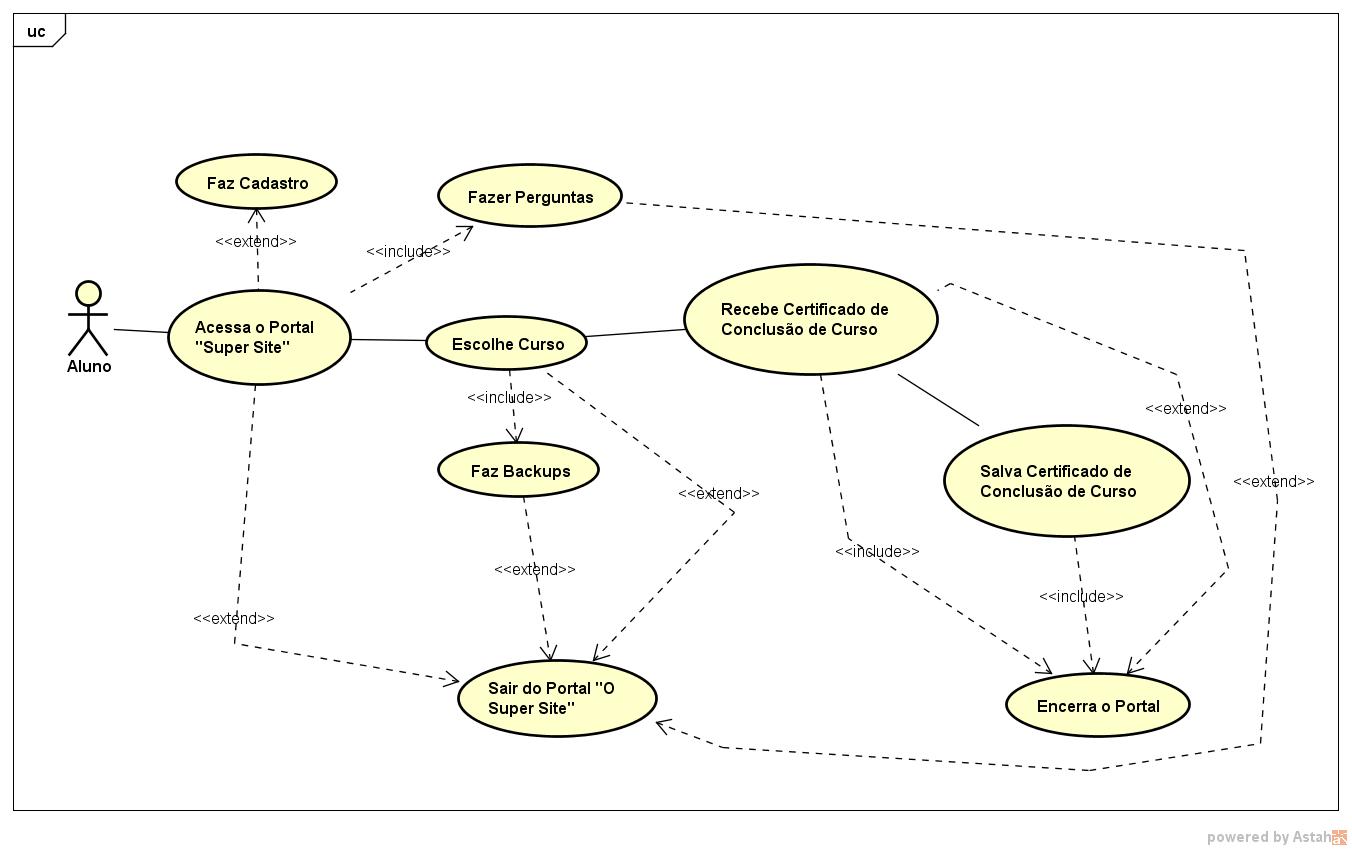 uc
Faz Cadastro
Fazer Perguntas
<<extend>>
<<include>>
Acessa o Portal
"Super Site"
Aluno
Escolhe Curso
Recebe Certificado de
Conclusão de Curso
<<include>>
<<extend>>
Faz Backups
Salva Certificado de
Conclusão de Curso
<<extend>>
<<extend>>
<<extend>>
<<include>>
<<include>>
<<extend>>
Sair do Portal "O
Super Site"
Encerra o Portal
powered by Astah